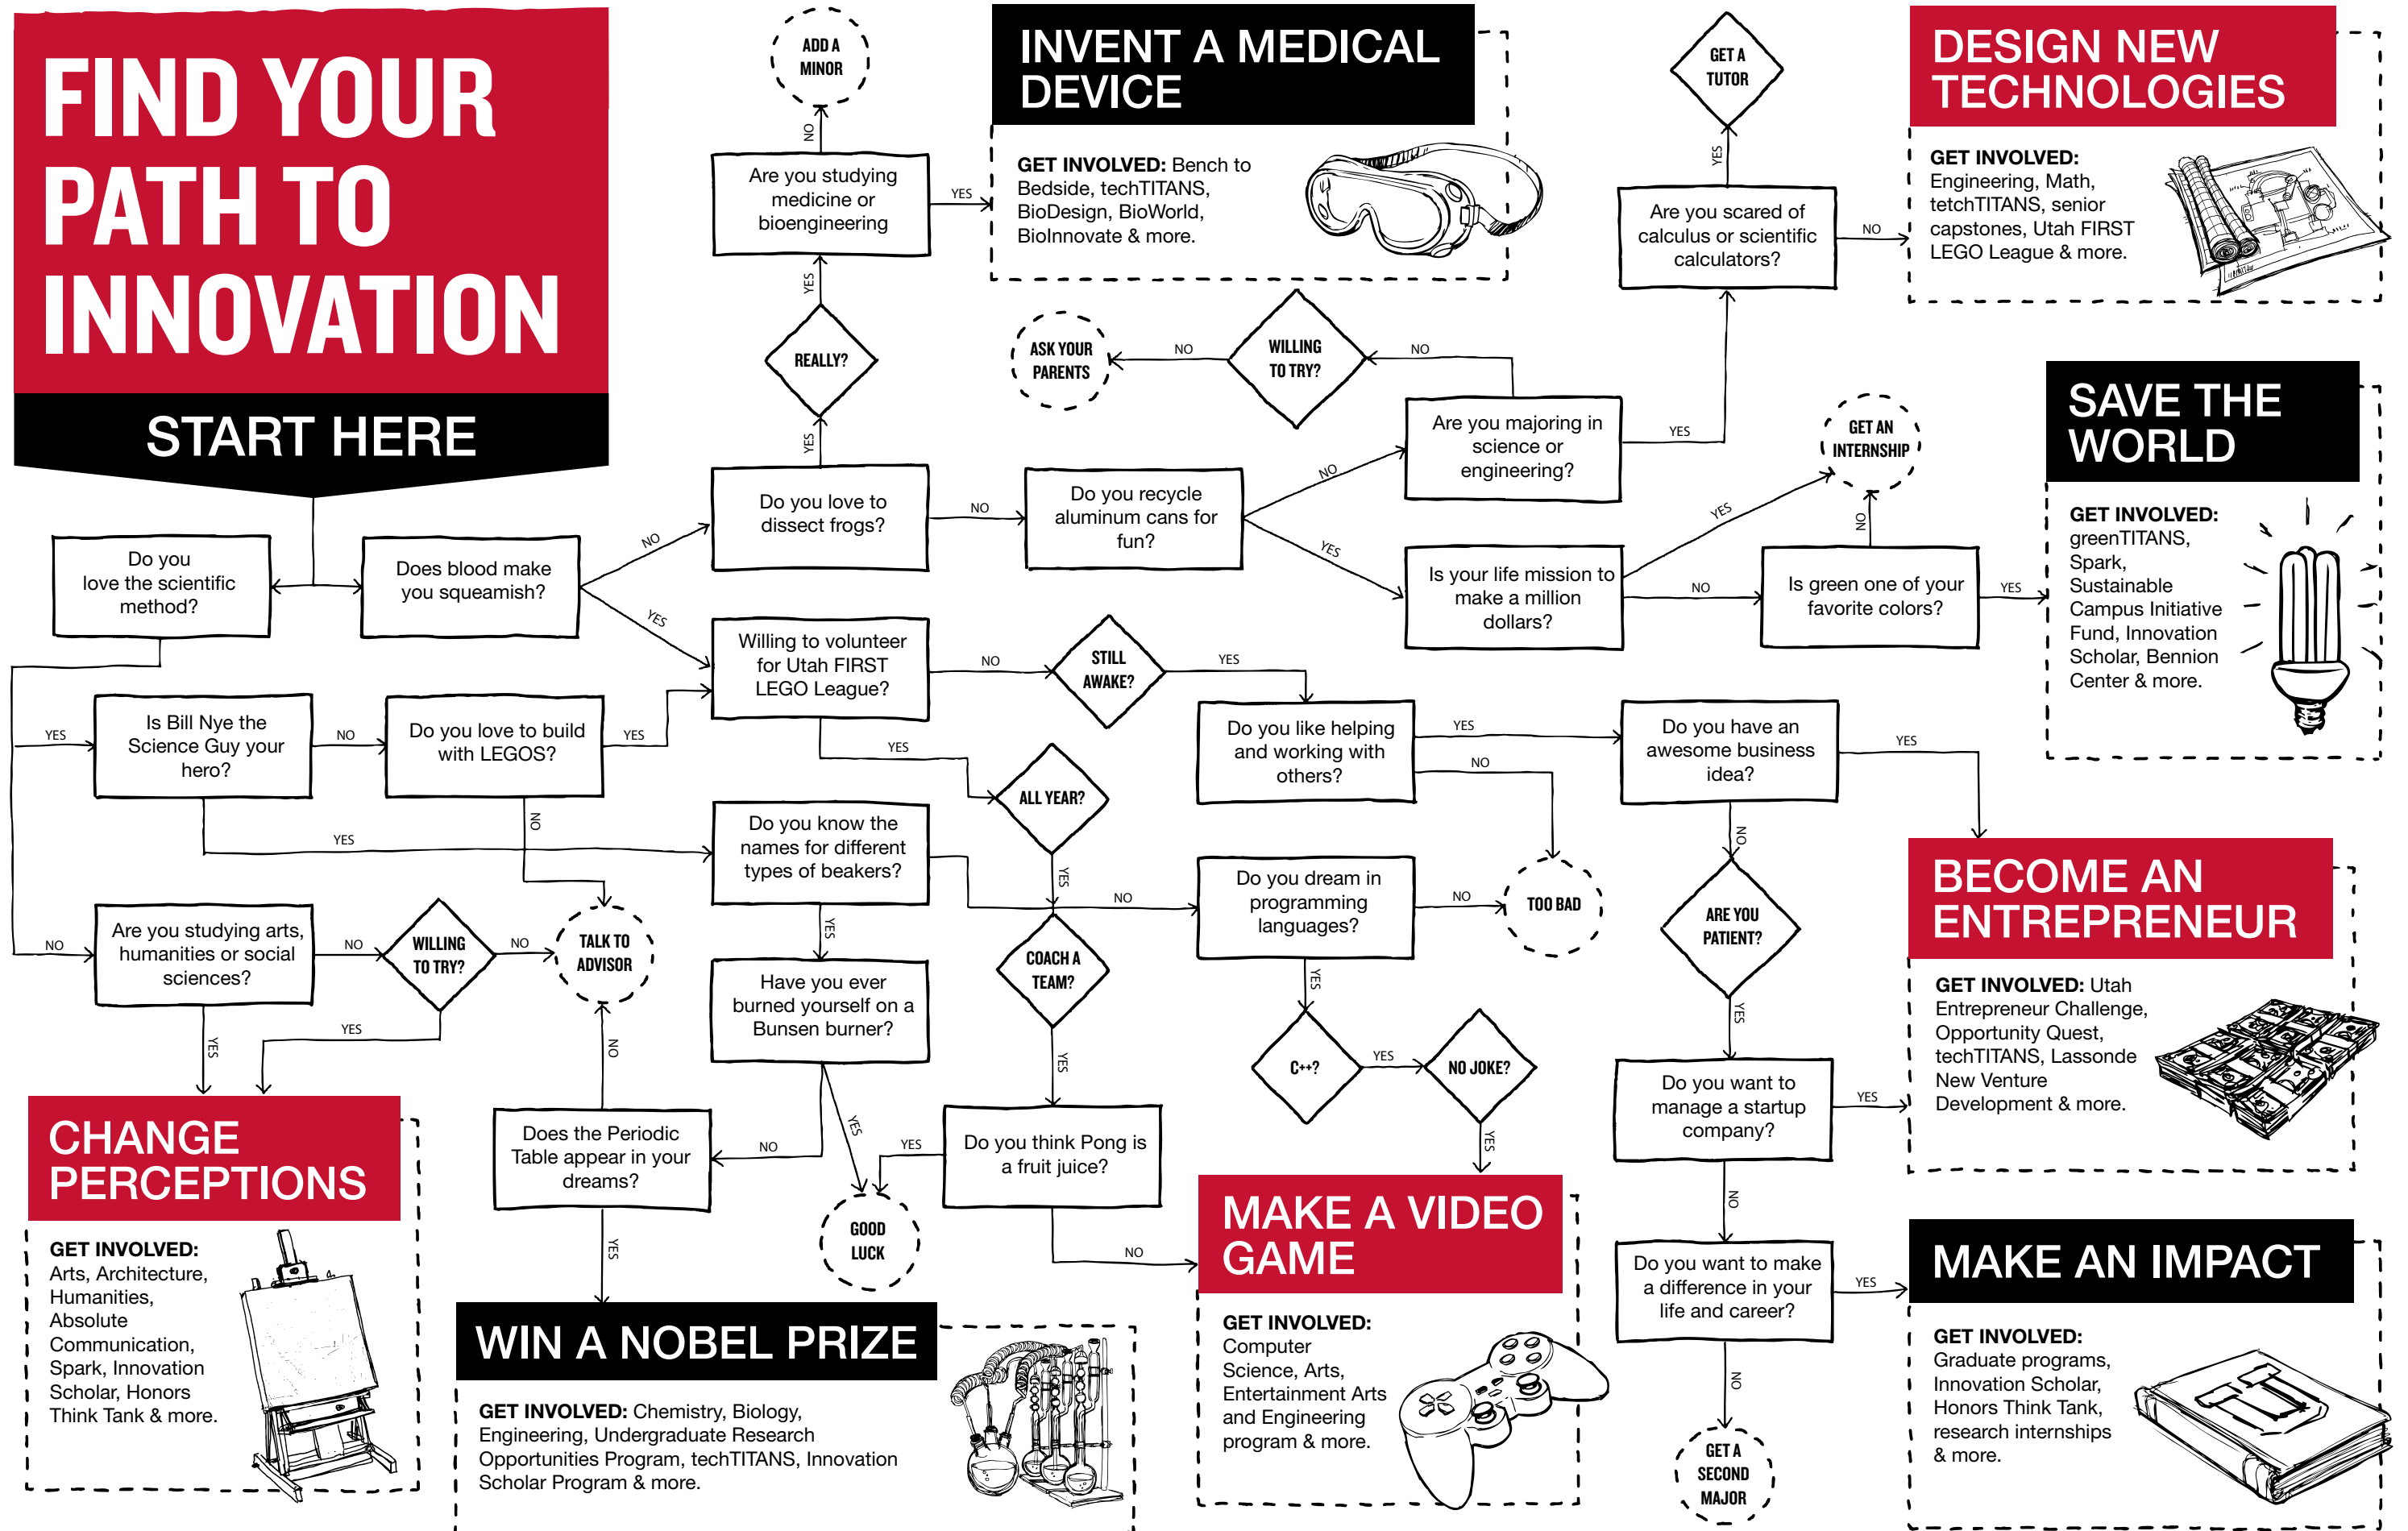 FIND YOUR
PATH TO
INNOVATION
START HERE
ADD A
MINOR
NO
Are you studying
medicine or
bioengineering
YES
YES
REALLY?
YES
INVENT A MEDICAL
DEVICE
GET INVOLVED: Bench to
Bedside, techTITANS,
BioDesign, BioWorld,
BioInnovate & more.
GET A
TUTOR
YES
Are you scared of
calculus or scientific
calculators?
NO
DESIGN NEW
TECHNOLOGIES
GET INVOLVED:
Engineering, Math,
tetchTITANS, senior
capstones, Utah FIRST
LEGO League & more.
ASK YOUR
PARENTS
NO
WILLING
TO TRY?
NO
Are you majoring in
science or
engineering?
YES
GET AN
INTERNSHIP
SAVE THE
WORLD
GET INVOLVED:
greenTITANS,
Spark,
Sustainable
Campus Initiative
Fund, Innovation
Scholar, Bennion
Center & more.
Do you
love the scientific
method?
Does blood make
you squeamish?
NO
YES
Do you love to
dissect frogs?
NO
Do you recycle
aluminum cans for
fun?
NO
YES
Is your life mission to
make a million
dollars?
YES
NO
NO
Is green one of your
favorite colors?
YES
Willing to volunteer
for Utah FIRST
LEGO League?
NO
STILL
AWAKE?
YES
YES
YES
Is Bill Nye the
Science Guy your
hero?
NO
Do you love to build
with LEGOS?
YES
NO
YES
ALL YEAR?
YES
Do you like helping
and working with
others?
YES
NO
Do you have an
awesome business
idea?
YES
NO
Do you know the
names for different
types of beakers?
NO
YES
Do you dream in
programming
languages?
NO
TOO BAD
YES
ARE YOU
PATIENT?
YES
BECOME AN
ENTREPRENEUR
GET INVOLVED: Utah
Entrepreneur Challenge,
Opportunity Quest,
techTITANS, Lassonde
New Venture
Development & more.
NO
Are you studying arts,
humanities or social
sciences?
NO
WILLING
TO TRY?
NO
TALK TO
ADVISOR
YES
YES
NO
Have you ever
burned yourself on a
Bunsen burner?
NO
YES
COACH A
TEAM?
YES
C++?
YES
NO JOKE?
YES
Do you want to
manage a startup
company?
YES
NO
CHANGE
PERCEPTIONS
GET INVOLVED:
Arts, Architecture,
Humanities,
Absolute
Communication,
Spark, Innovation
Scholar, Honors
Think Tank & more.
Does the Periodic
Table appear in your
dreams?
YES
YES
Do you think Pong is
a fruit juice?
NO
GOOD
LUCK
WIN A NOBEL PRIZE
GET INVOLVED: Chemistry, Biology,
Engineering, Undergraduate Research
Opportunities Program, techTITANS, Innovation
Scholar Program & more.
MAKE A VIDEO
GAME
GET INVOLVED:
Computer
Science, Arts,
Entertainment Arts
and Engineering
program & more.
Do you want to make
a difference in your
life and career?
YES
NO
GET A
SECOND
MAJOR
MAKE AN IMPACT
GET INVOLVED:
Graduate programs,
Innovation Scholar,
Honors Think Tank,
research internships
& more.
U